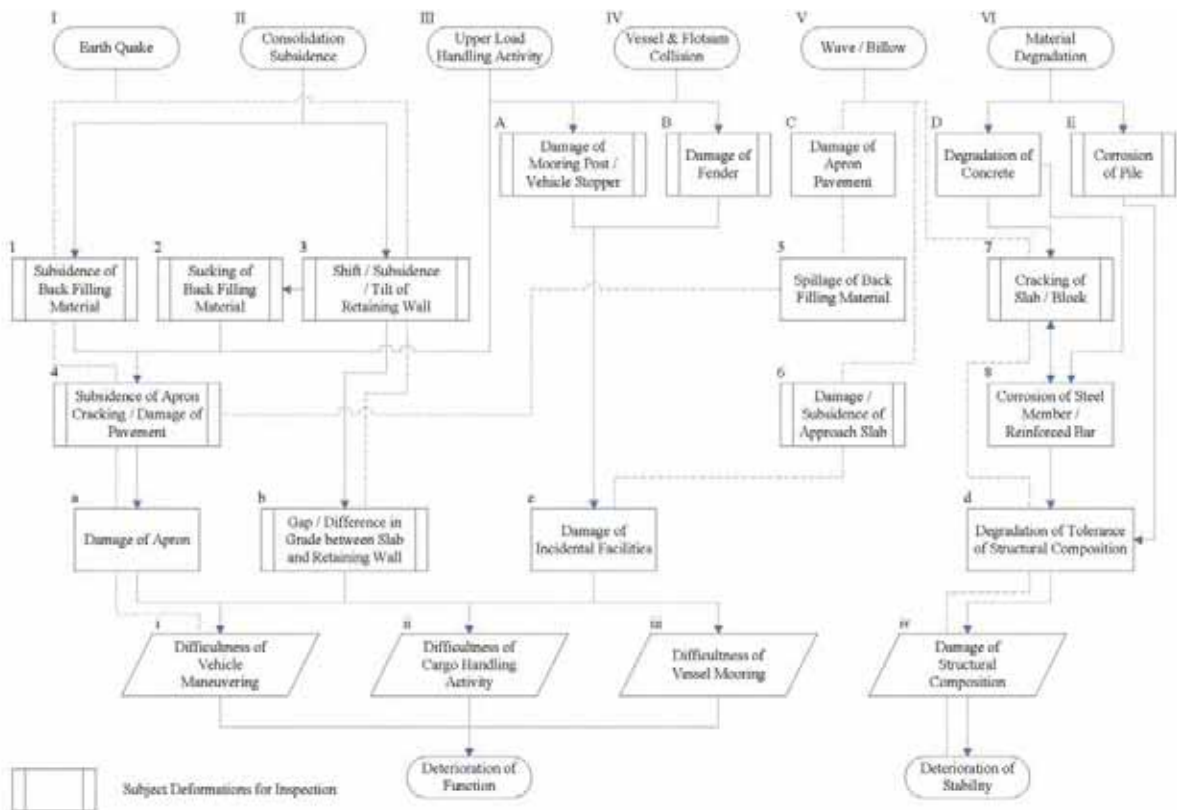 I
II
III
IV
V
VI
Earth Quake
Consolidation
Subsidence
Upper Load
Handling Activity
Vessel & Flotsam
Collision
Wave / Billow
Material
Degradation
A
B
C
D
E
Damage of
Mooring Post /
Vehicle Stopper
Damage of
Fender
Damage of
Apron
Pavement
Degradation of
Concrete
Corrosion
of Pile
1
2
3
5
7
Subsidence of
Back Filling
Material
Sucking of
Back Filling
Material
Shift / Subsidence
/ Tilt of
Retaining Wall
Spillage of Back
Filling Material
Cracking of
Slab / Block
4
6
8
Subsidence of Apron
Cracking / Damage of
Pavement
Damage /
Subsidence of
Approach Slab
Corrosion of Steel
Member /
Reinforced Bar
a
b
c
d
Damage of Apron
Gap / Difference in
Grade between Slab
and Retaining Wall
Damage of
Incidental Facilities
Degradation of Tolerance
of Structural Composition
i
ii
iii
iv
Difficultness of
Vehicle
Maneuvering
Difficultness of
Cargo Handling
Activity
Difficultness of
Vessel Mooring
Damage of
Structural
Composition
Deterioration of
Function
Deterioration of
Stability
Subject Deformations for Inspection